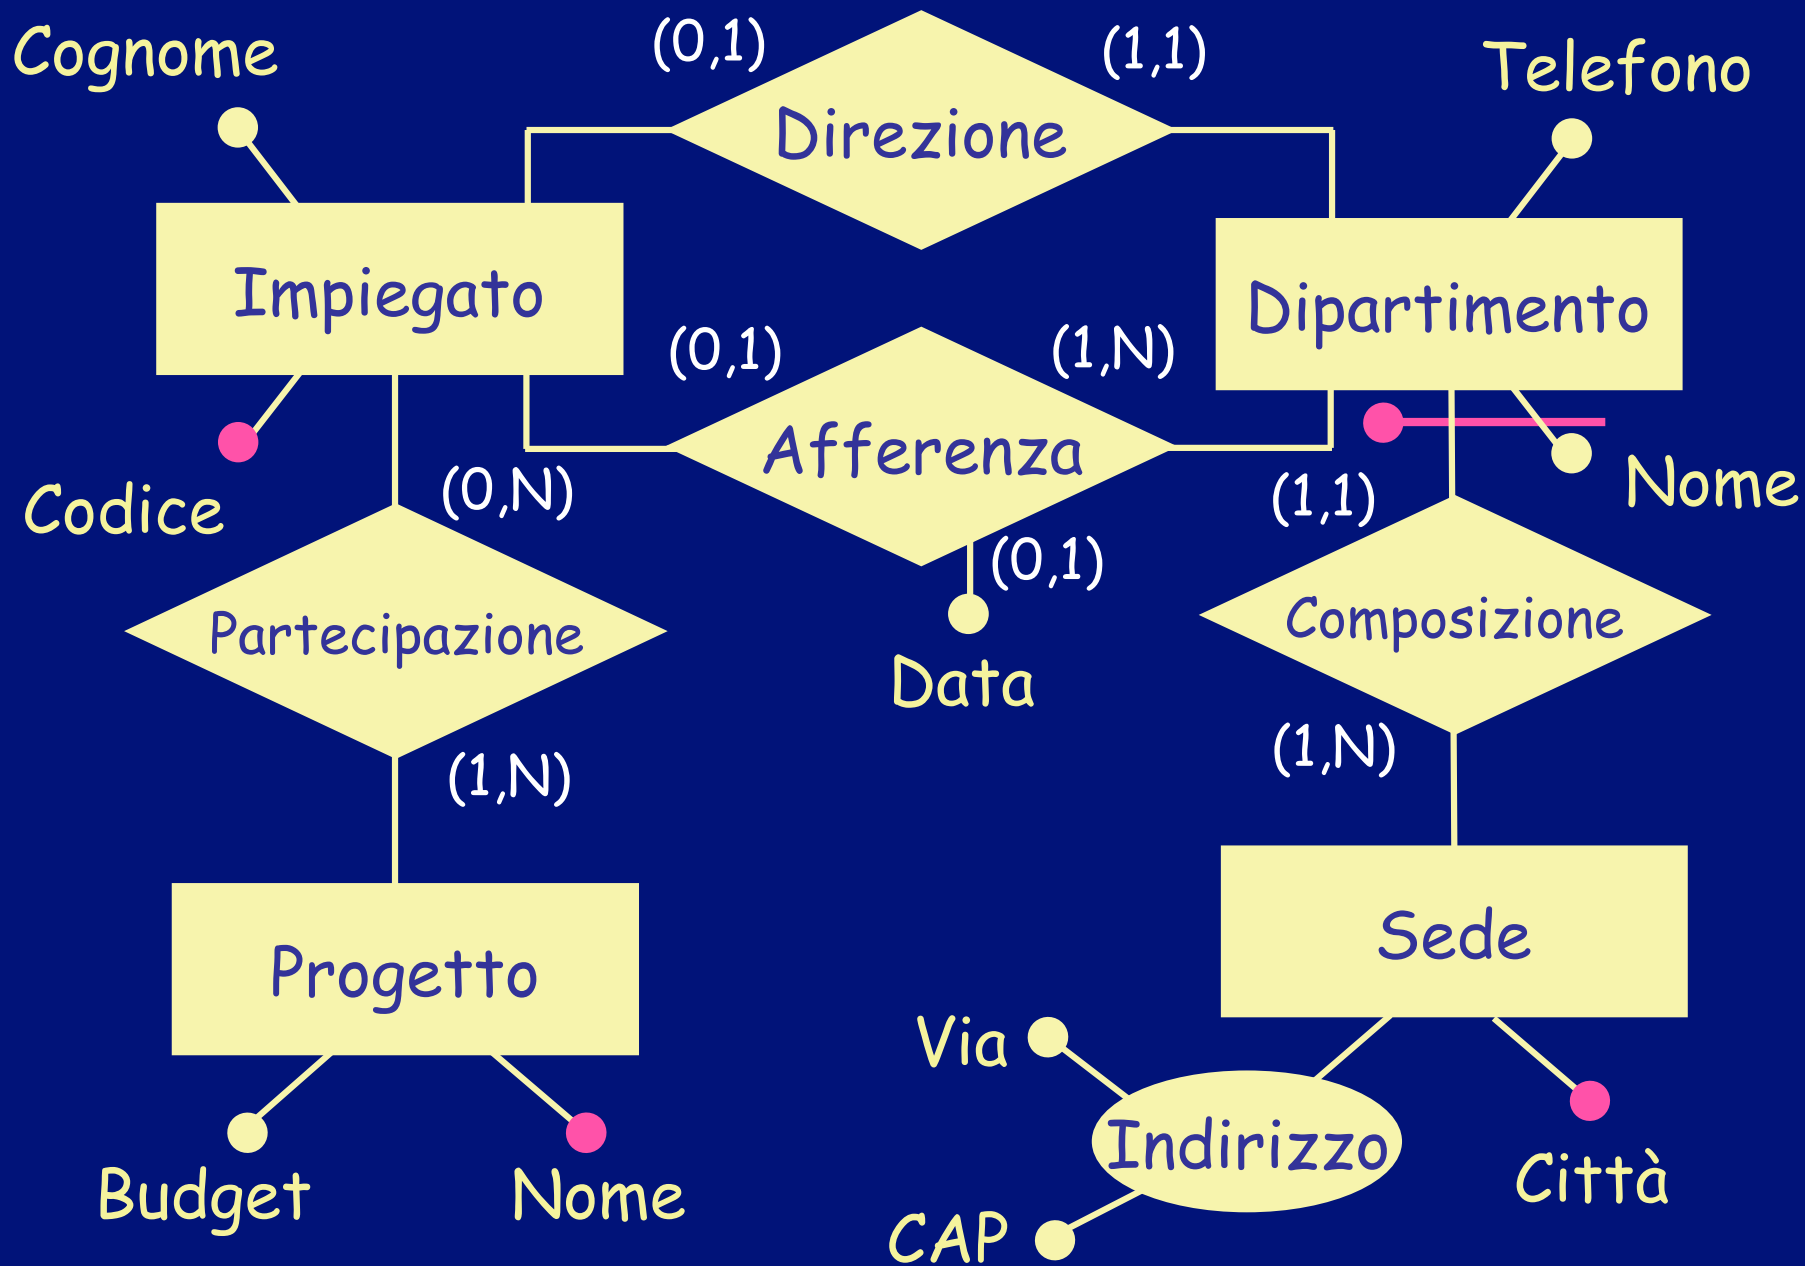 Cognome
(0,1)
(1,1)
Telefono
Direzione
Impiegato
Dipartimento
(0,1)
(1,N)
Afferenza
Codice
(0,N)
(1,1)
Nome
(0,1)
Partecipazione
Composizione
Data
(1,N)
(1,N)
Progetto
Sede
Via
Indirizzo
Città
Budget
Nome
CAP